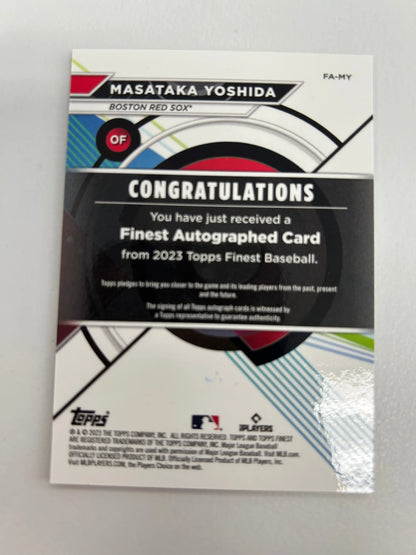 FA-MY
MASATAKA YOSHIDA
BOSTON RED SOX®
OF
CONGRATULATIONS
You have just received a
Finest Autographed Card
from 2023 Topps Finest Baseball.
Topps pledges to bring you closer to the game and its leading players from the past, present
and the future.
The signing of all Topps autograph cards is witnessed by
a Topps representative to guarantee authenticity.
Topps
PLAYERS
® & © 2023 THE TOPPS COMPANY, INC. ALL RIGHTS RESERVED. TOPPS AND TOPPS FINEST
ARE REGISTERED TRADEMARKS OF THE TOPPS COMPANY, INC. Major League Baseball
trademarks and copyrights are used with permission of Major League Baseball. Visit MLB.com.
OFFICIALLY LICENSED PRODUCT OF MLB Players, Inc.
Visit MLBPLAYERS.com, the Players Choice on the web.